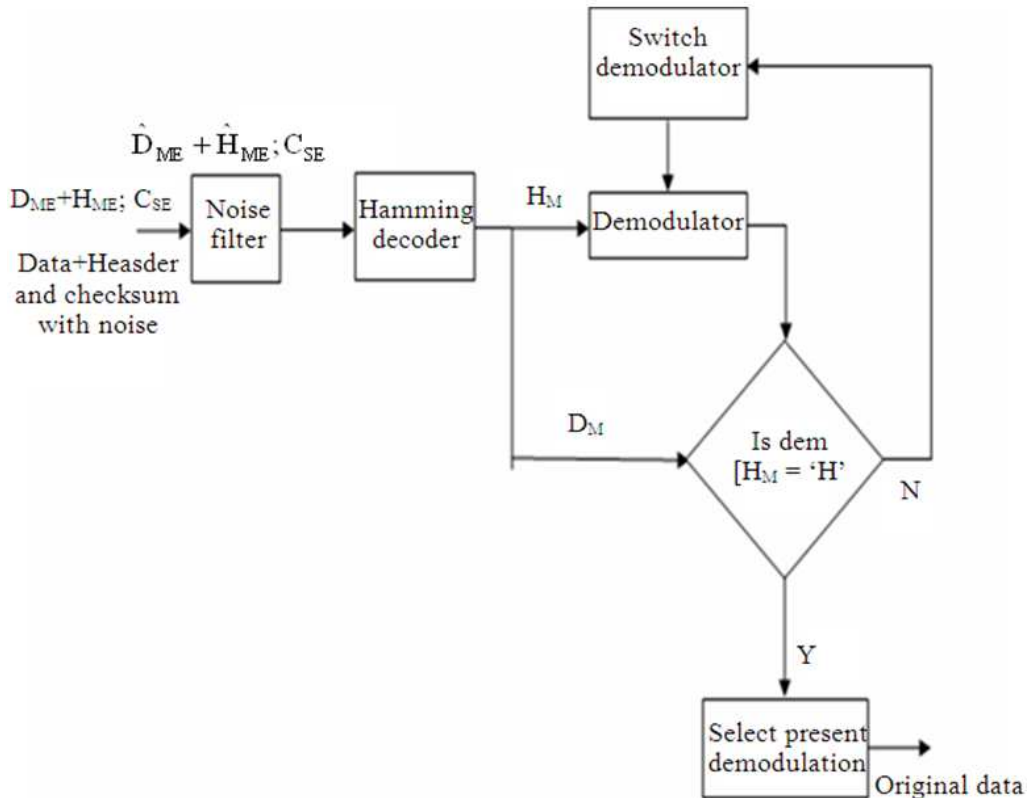 Switch
demodulator
D̂ME + ĤME; CSE
DME+HME; CSE
Noise
filter
Hamming
decoder
HM
Demodulator
Data+Heasder
and checksum
with noise
DM
Is dem
[HM = ‘H’
N
Y
Select present
demodulation
Original data